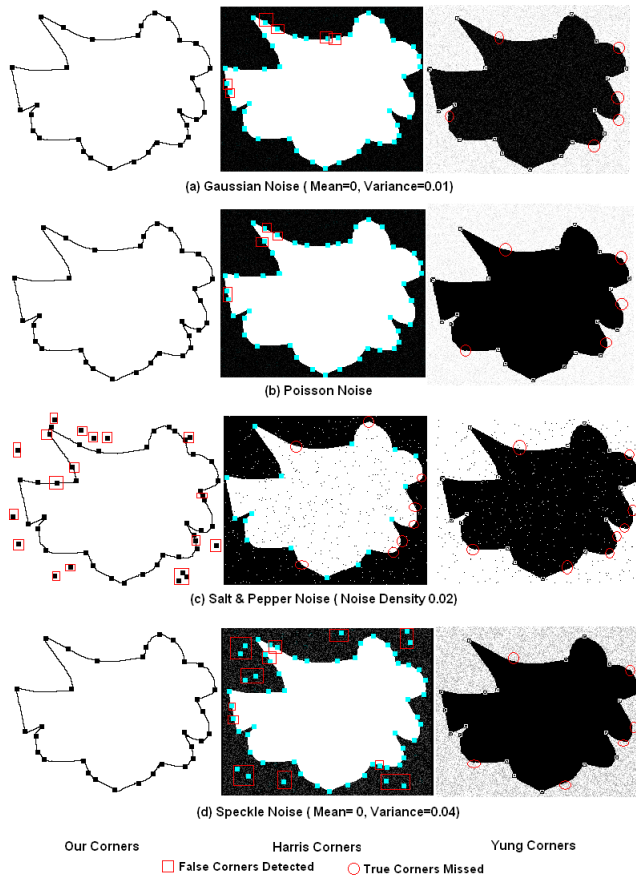 (a) Gaussian Noise ( Mean=0, Variance=0.01)
(b) Poisson Noise
(c) Salt & Pepper Noise ( Noise Density 0.02)
(d) Speckle Noise ( Mean= 0, Variance=0.04)
Our Corners Harris Corners Yung Corners
False Corners Detected True Corners Missed